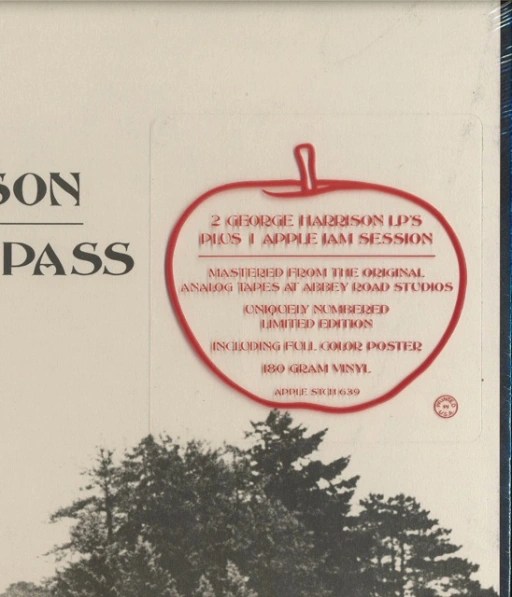 SON
PASS
2 GEORGE HARRISON LP'S
PLUS 1 APPLE JAM SESSION
MASTERED FROM THE ORIGINAL
ANALOG TAPES AT ABBEY ROAD STUDIOS
UNIQUELY NUMBERED
LIMITED EDITION
INCLUDING FULL COLOR POSTER
180 GRAM VINYL
APPLE STCH 639